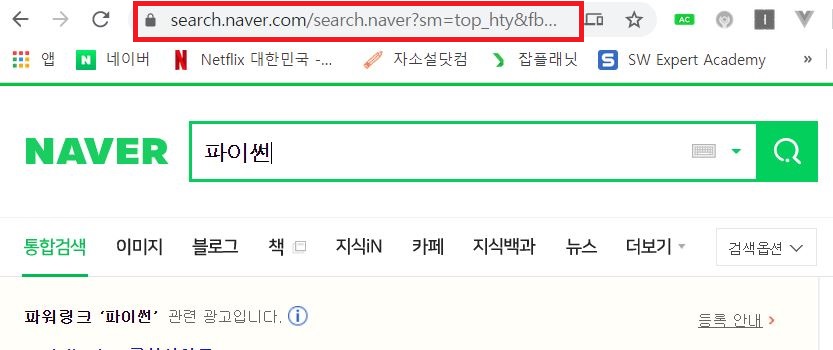 search.naver.com/search.naver?sm=top_hty&fb...
AC
앱 네이버 Netflix 대한민국 -... 자소설닷컴 잡플래닛 SW Expert Academy »
NAVER 파이썬
통합검색 이미지 블로그 책 지식iN 카페 지식백과 뉴스 더보기 검색옵션
파워링크 '파이썬' 관련 광고입니다. 등록 안내 >